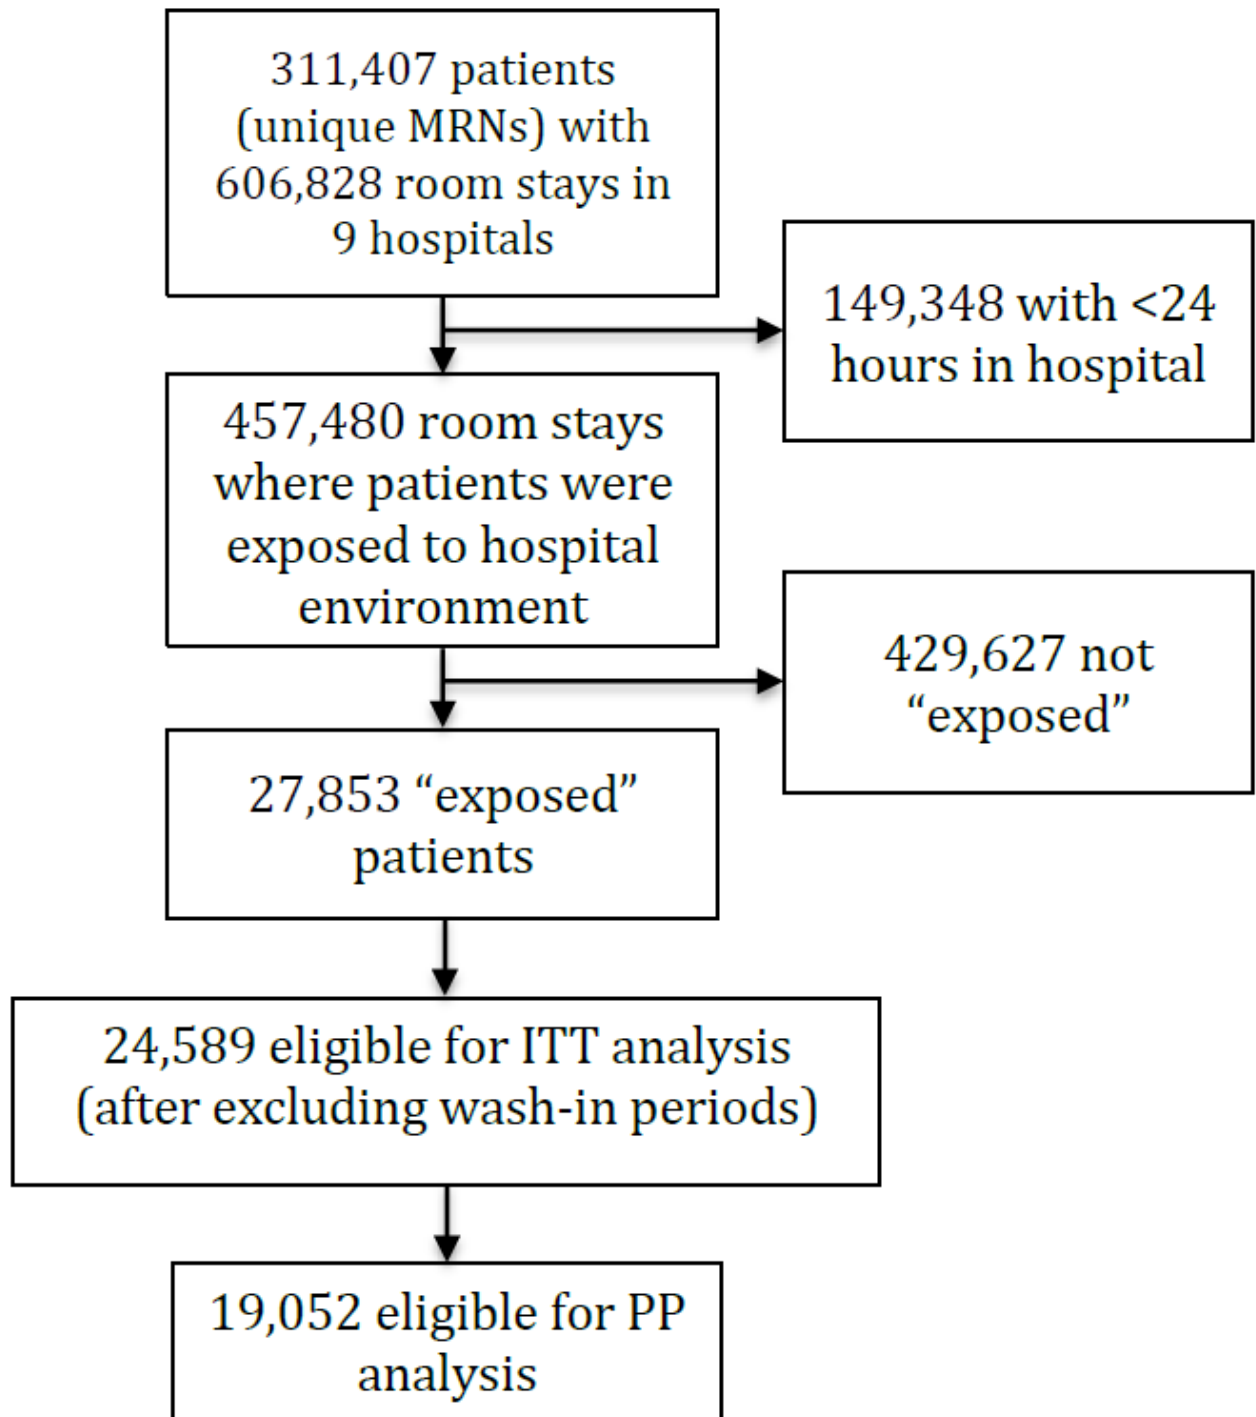 311,407 patients
(unique MRNs) with
606,828 room stays in
9 hospitals
149,348 with <24
hours in hospital
457,480 room stays
where patients were
exposed to hospital
environment
429,627 not
“exposed”
27,853 “exposed”
patients
24,589 eligible for ITT analysis
(after excluding wash-in periods)
19,052 eligible for PP
analysis